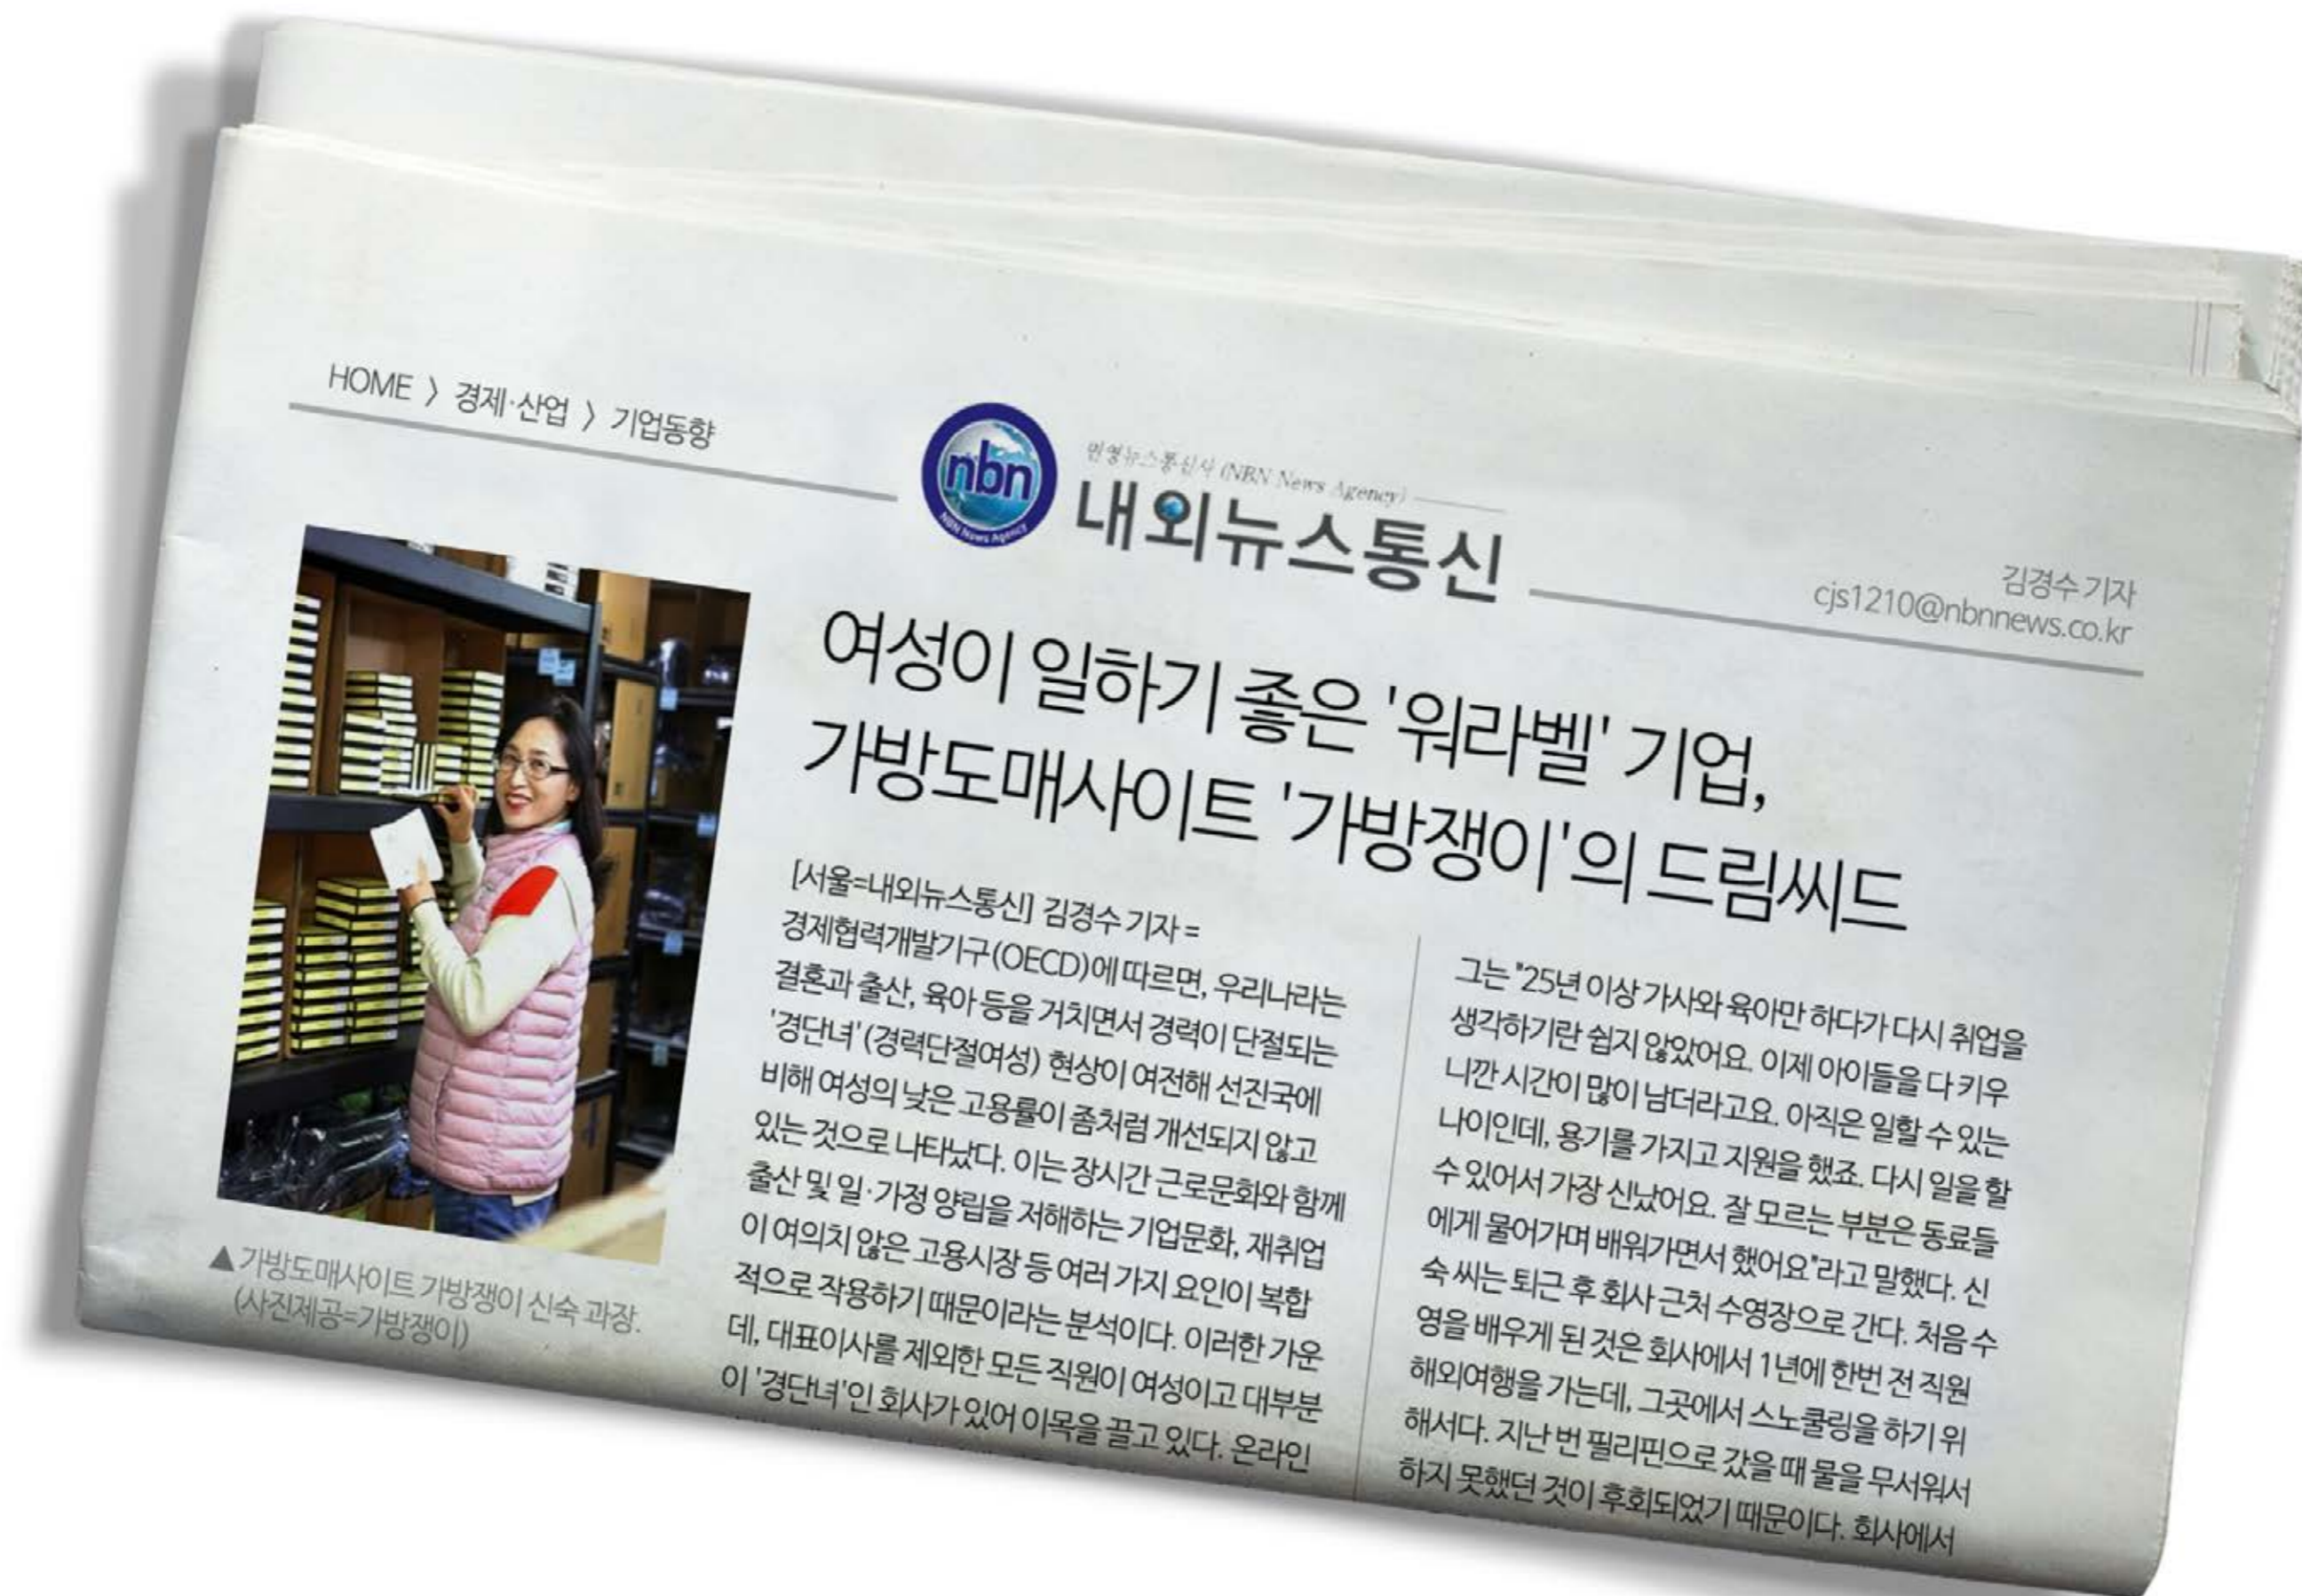 HOME 〉 경제·산업 〉 기업동향
nbn
NBN News Agency
민영뉴스통신사 (NBN News Agency)
내외뉴스통신
김경수 기자
cjs1210@nbnnews.co.kr
여성이 일하기 좋은 '워라벨' 기업,
가방도매사이트 '가방쟁이'의 드림씨드
▲ 가방도매사이트 가방쟁이 신숙 과장.
(사진제공=가방쟁이)
[서울=내외뉴스통신] 김경수 기자 =
경제협력개발기구(OECD)에 따르면, 우리나라는
결혼과 출산, 육아 등을 거치면서 경력이 단절되는
'경단녀' (경력단절여성) 현상이 여전해 선진국에
비해 여성의 낮은 고용률이 좀처럼 개선되지 않고
있는 것으로 나타났다. 이는 장시간 근로문화와 함께
출산 및 일·가정 양립을 저해하는 기업문화, 재취업
이 여의치 않은 고용시장 등 여러 가지 요인이 복합
적으로 작용하기 때문이라는 분석이다. 이러한 가운
데, 대표이사를 제외한 모든 직원이 여성이고 대부분
이 '경단녀'인 회사가 있어 이목을 끌고 있다. 온라인
그는 "25년 이상 가사와 육아만 하다가 다시 취업을
생각하기란 쉽지 않았어요. 이제 아이들을 다 키우
니깐 시간이 많이 남더라고요. 아직은 일할 수 있는
나이인데, 용기를 가지고 지원을 했죠. 다시 일을 할
수 있어서 가장 신났어요. 잘 모르는 부분은 동료들
에게 물어가며 배워가면서 했어요"라고 말했다. 신
숙 씨는 퇴근 후 회사 근처 수영장으로 간다. 처음 수
영을 배우게 된 것은 회사에서 1년에 한번 전 직원
해외여행을 가는데, 그곳에서 스노쿨링을 하기 위
해서다. 지난 번 필리핀으로 갔을 때 물을 무서워서
하지 못했던 것이 후회되었기 때문이다. 회사에서